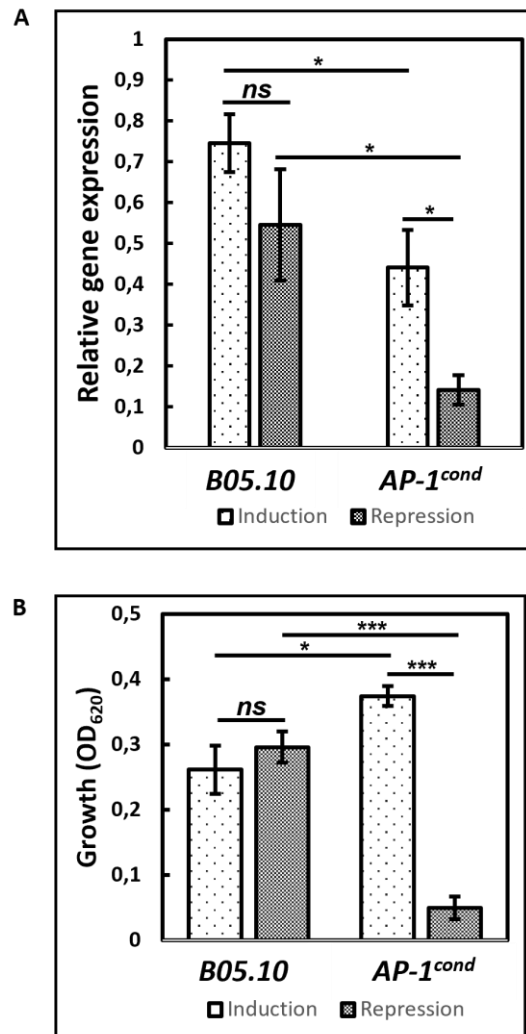 A
Relative gene expression
1
0,9
0,8
0,7
0,6
0,5
0,4
0,3
0,2
0,1
0
*
ns
*
*
B05.10
AP-1cond
Induction
Repression
B
Growth (OD620)
0,5
0,4
0,3
0,2
0,1
0
***
*
***
ns
B05.10
AP-1cond
Induction
Repression